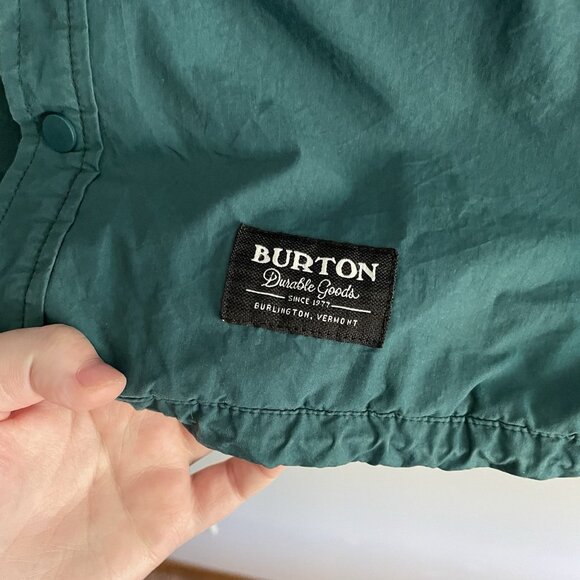 BURTON
Durable Goods
SINCE 1977
BURLINGTON, VERMONT